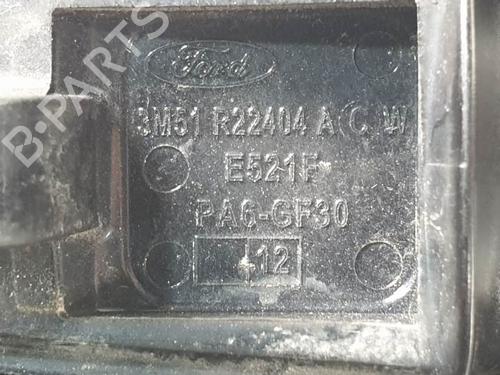 B-PARTS
Ford
3M51 R22404 A C W
E521F
PA6-GF30
12